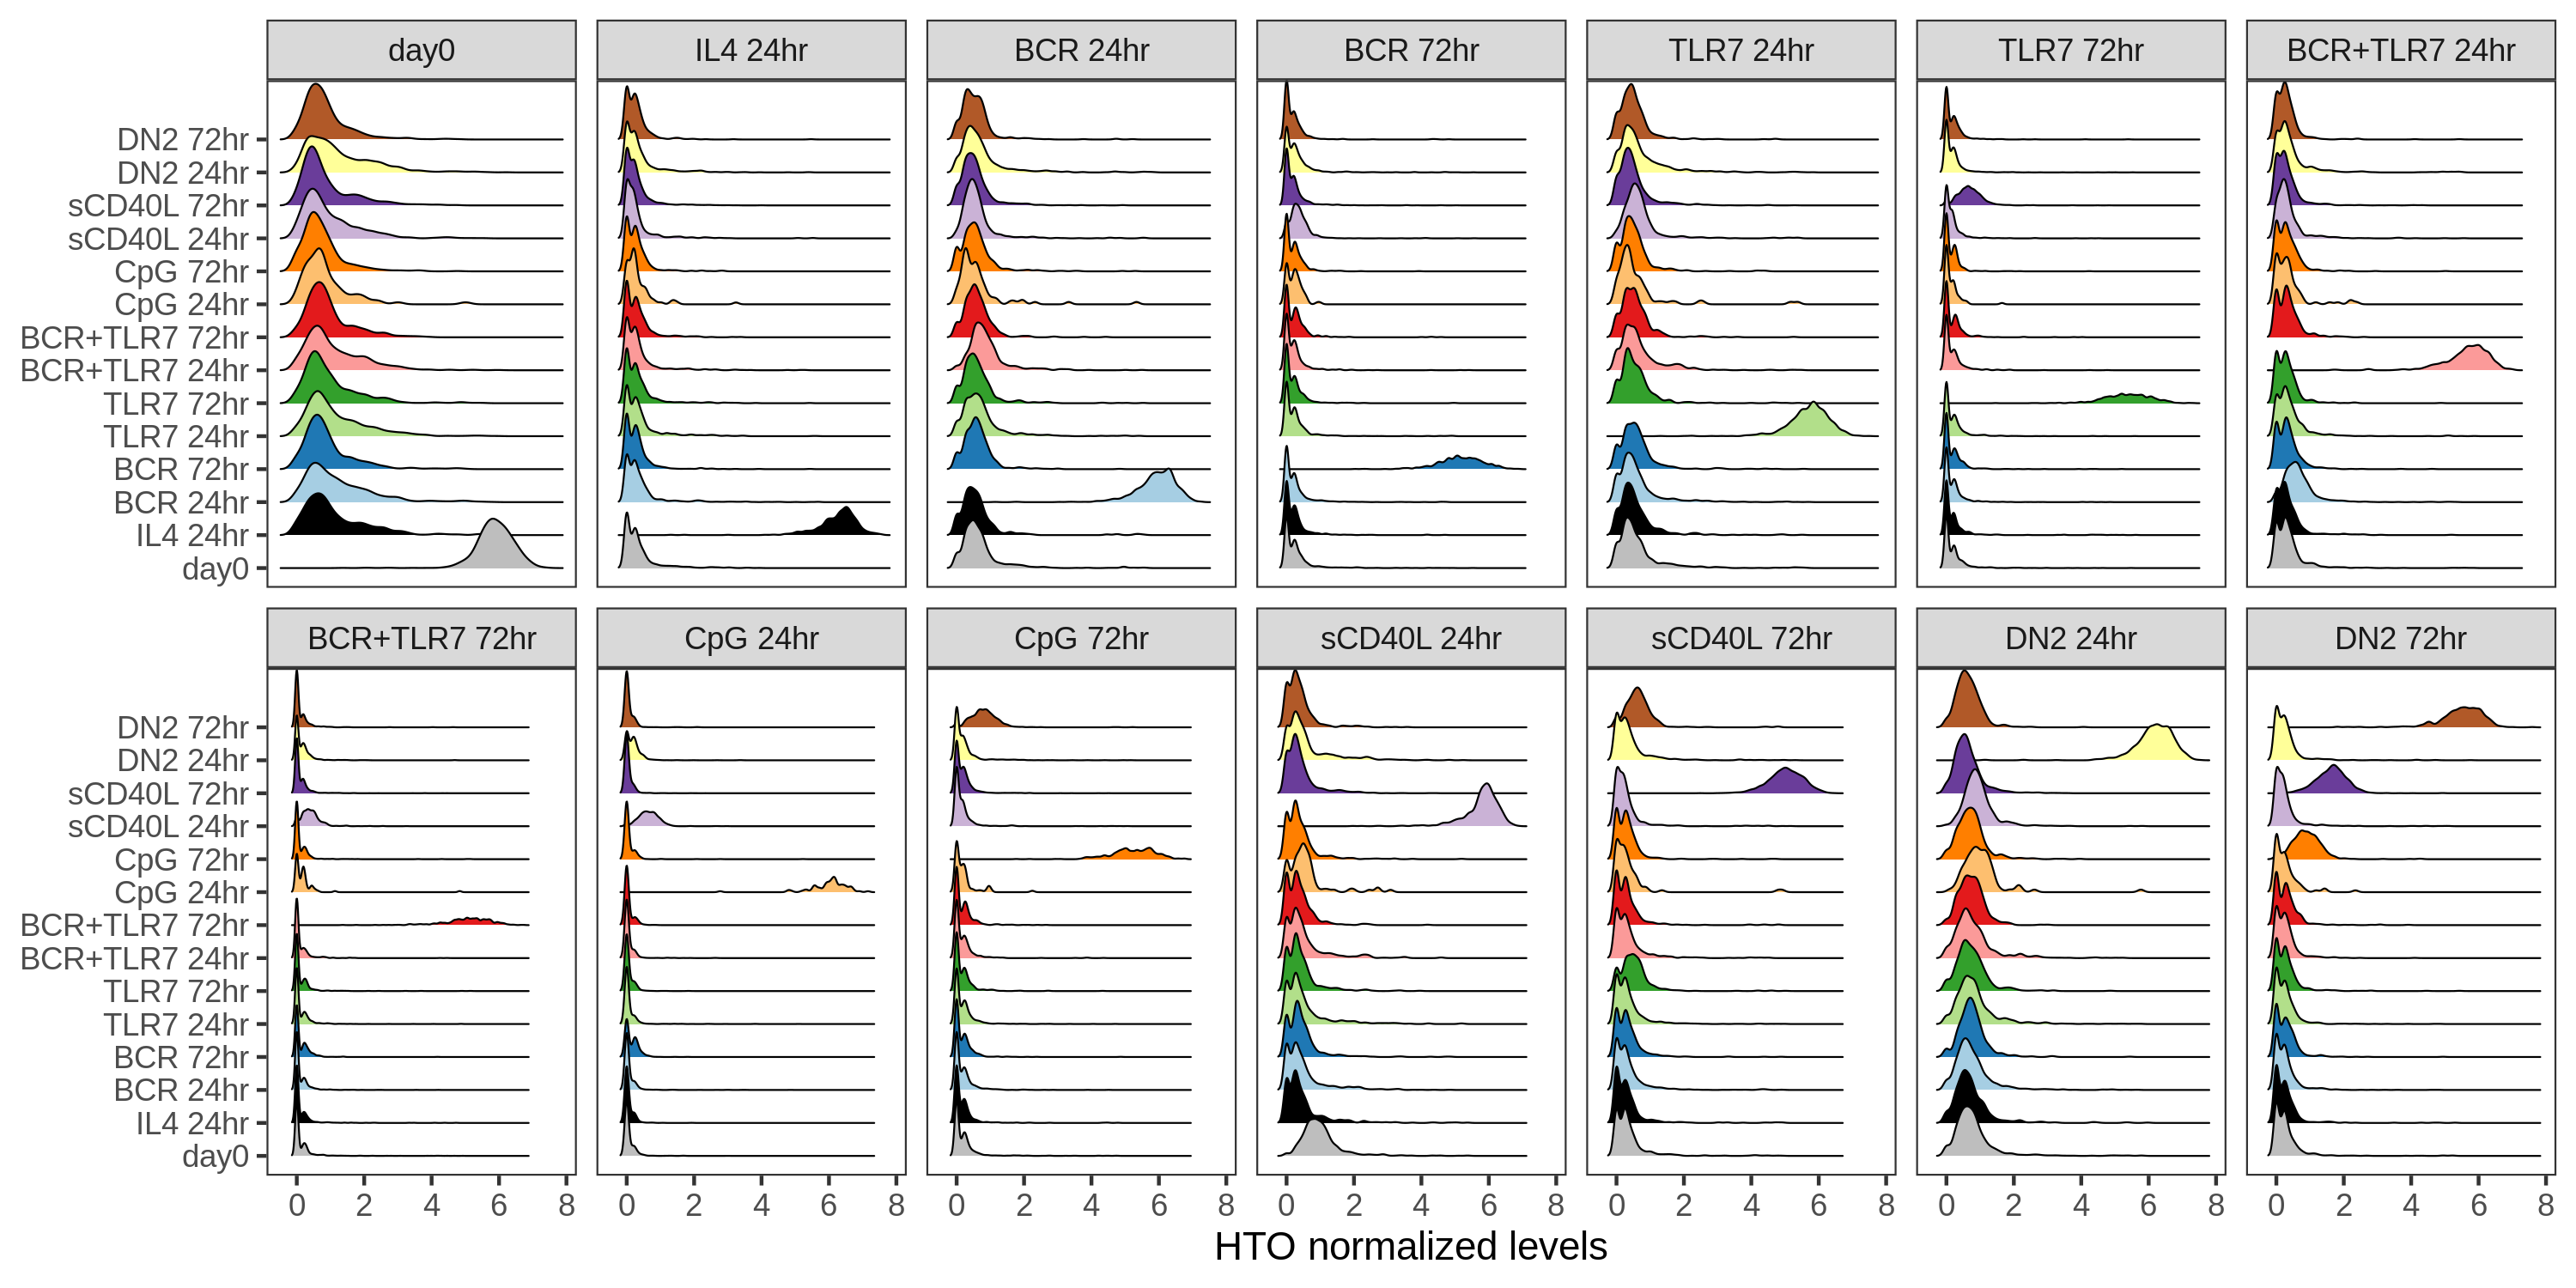 day0 IL4 24hr BCR 24hr BCR 72hr TLR7 24hr TLR7 72hr BCR+TLR7 24hr
DN2 72hr
DN2 24hr
sCD40L 72hr
sCD40L 24hr
CpG 72hr
CpG 24hr
BCR+TLR7 72hr
BCR+TLR7 24hr
TLR7 72hr
TLR7 24hr
BCR 72hr
BCR 24hr
IL4 24hr
day0
BCR+TLR7 72hr CpG 24hr CpG 72hr sCD40L 24hr sCD40L 72hr DN2 24hr DN2 72hr
DN2 72hr
DN2 24hr
sCD40L 72hr
sCD40L 24hr
CpG 72hr
CpG 24hr
BCR+TLR7 72hr
BCR+TLR7 24hr
TLR7 72hr
TLR7 24hr
BCR 72hr
BCR 24hr
IL4 24hr
day0
0 2 4 6 8 0 2 4 6 8 0 2 4 6 8 0 2 4 6 8 0 2 4 6 8 0 2 4 6 8 0 2 4 6 8
HTO normalized levels